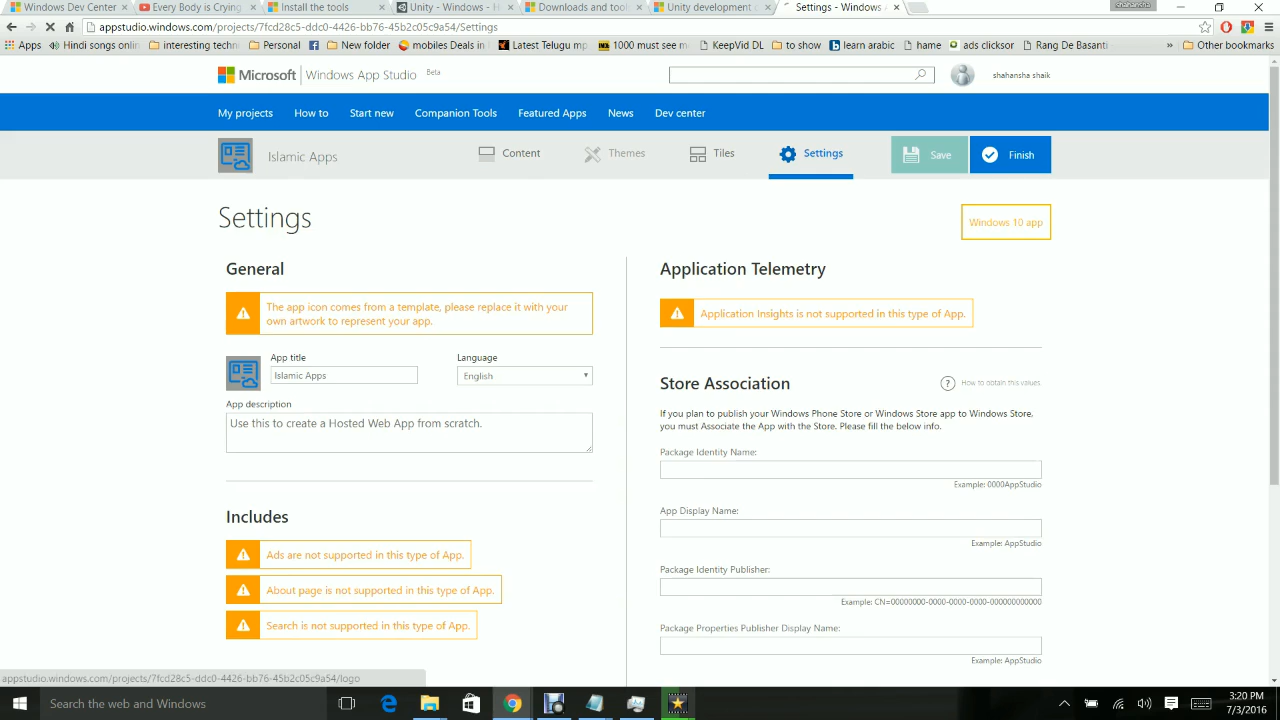 Windows Dev Center
Every Body is Crying
Install the tools
Unity - Windows - H
Downloads and tool
Unity development
Settings - Windows
shahansha
appstudio.windows.com/projects/7fcd28c5-ddc0-4426-bb76-45b2c05c9a54/Settings
Apps
Hindi songs online
interesting techno
Personal
New folder
mobiles Deals in
Latest Telugu mp
1000 must see m
KeepVid DL
to show
learn arabic
hame
ads clicksor
Rang De Basanti
»
Other bookmarks
Microsoft
Windows App Studio
Beta
shahansha shaik
My projects
How to
Start new
Companion Tools
Featured Apps
News
Dev center
Islamic Apps
Content
Themes
Tiles
Settings
Save
Finish
Settings
Windows 10 app
General
The app icon comes from a template, please replace it with your
own artwork to represent your app.
App title
Language
Islamic Apps
English
App description
Use this to create a Hosted Web App from scratch.
Includes
Ads are not supported in this type of App.
About page is not supported in this type of App.
Search is not supported in this type of App.
Application Telemetry
Application Insights is not supported in this type of App.
Store Association
? How to obtain this values.
If you plan to publish your Windows Phone Store or Windows Store app to Windows Store,
you must Associate the App with the Store. Please fill the below info.
Package Identity Name:
Example: 0000AppStudio
App Display Name:
Example: AppStudio
Package Identity Publisher:
Example: CN=00000000-0000-0000-0000-000000000000
Package Properties Publisher Display Name:
Example: AppStudio
appstudio.windows.com/projects/7fcd28c5-ddc0-4426-bb76-45b2c05c9a54/logo
Search the web and Windows
3:20 PM
7/3/2016